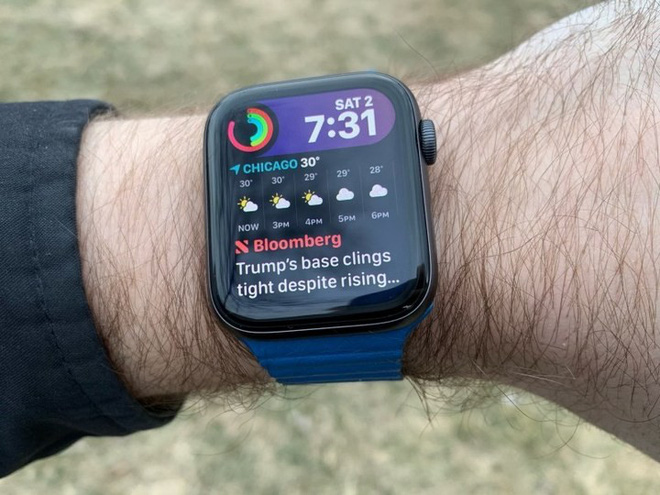 SAT 2
7:31
CHICAGO 30°
30° 30° 29° 29° 28°
NOW 3PM 4PM 5PM 6PM
Bloomberg
Trump's base clings
tight despite rising...